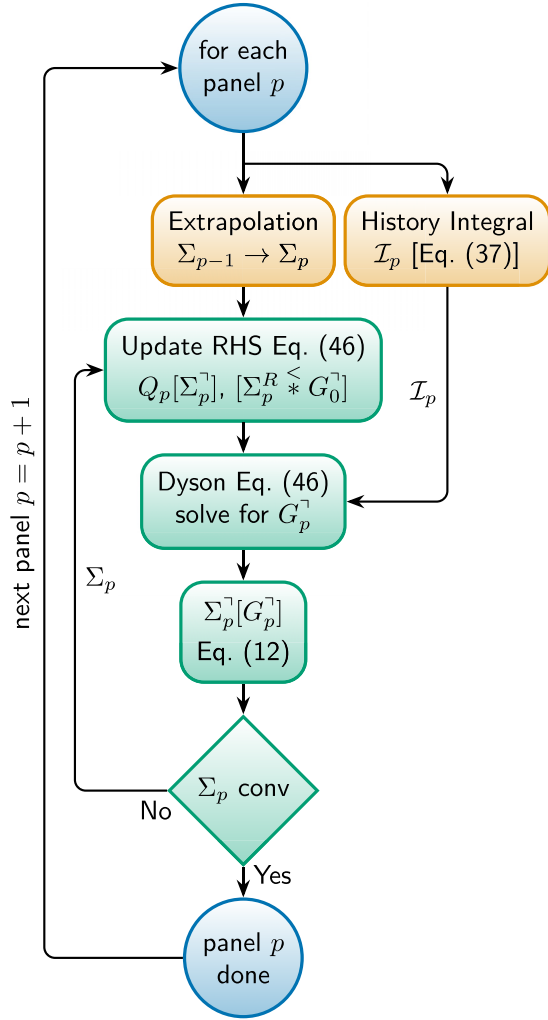 for each
panel p
Extrapolation
Σ_{p−1} → Σ_p
History Integral
𝓘_p [Eq. (37)]
Update RHS Eq. (46)
Q_p[Σ_p^⌝], [Σ_p^R \overset{<}{*} G_0^⌝]
𝓘_p
Dyson Eq. (46)
solve for G_p^⌝
next panel p = p + 1
Σ_p
Σ_p^⌝[G_p^⌝]
Eq. (12)
Σ_p conv
No
Yes
panel p
done